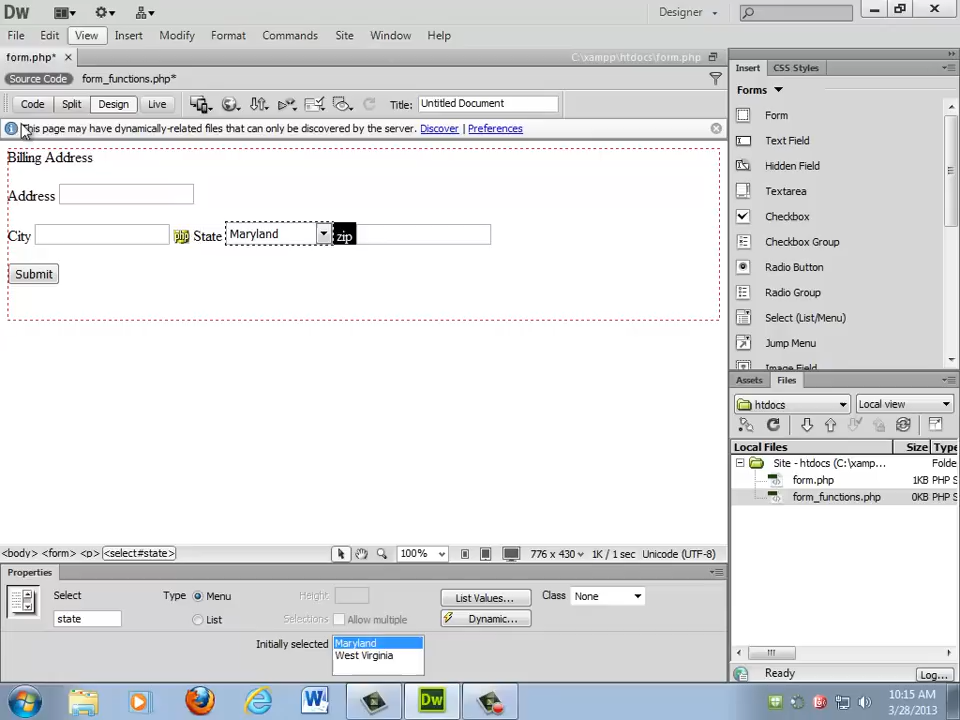 Dw
Designer
File Edit View Insert Modify Format Commands Site Window Help
form.php*
C:\xampp\htdocs\form.php
Source Code form_functions.php*
Code Split Design Live Title: Untitled Document
This page may have dynamically-related files that can only be discovered by the server. Discover | Preferences
Billing Address
Address
City php State Maryland zip
Submit
Insert CSS Styles
Forms
Form
Text Field
Hidden Field
Textarea
Checkbox
Checkbox Group
Radio Button
Radio Group
Select (List/Menu)
Jump Menu
Image Field
Assets Files
htdocs Local view
Local Files Size Type
Site - htdocs (C:\xamp... Folde
form.php 1KB PHP S
form_functions.php 0KB PHP S
<body> <form> <p> <select#state> 100% 776 x 430 1K / 1 sec Unicode (UTF-8)
Properties
Select Type Menu Height List Values... Class None
state List Selections Allow multiple Dynamic...
Initially selected Maryland
West Virginia
Ready Log...
Dw
10:15 AM
3/28/2013